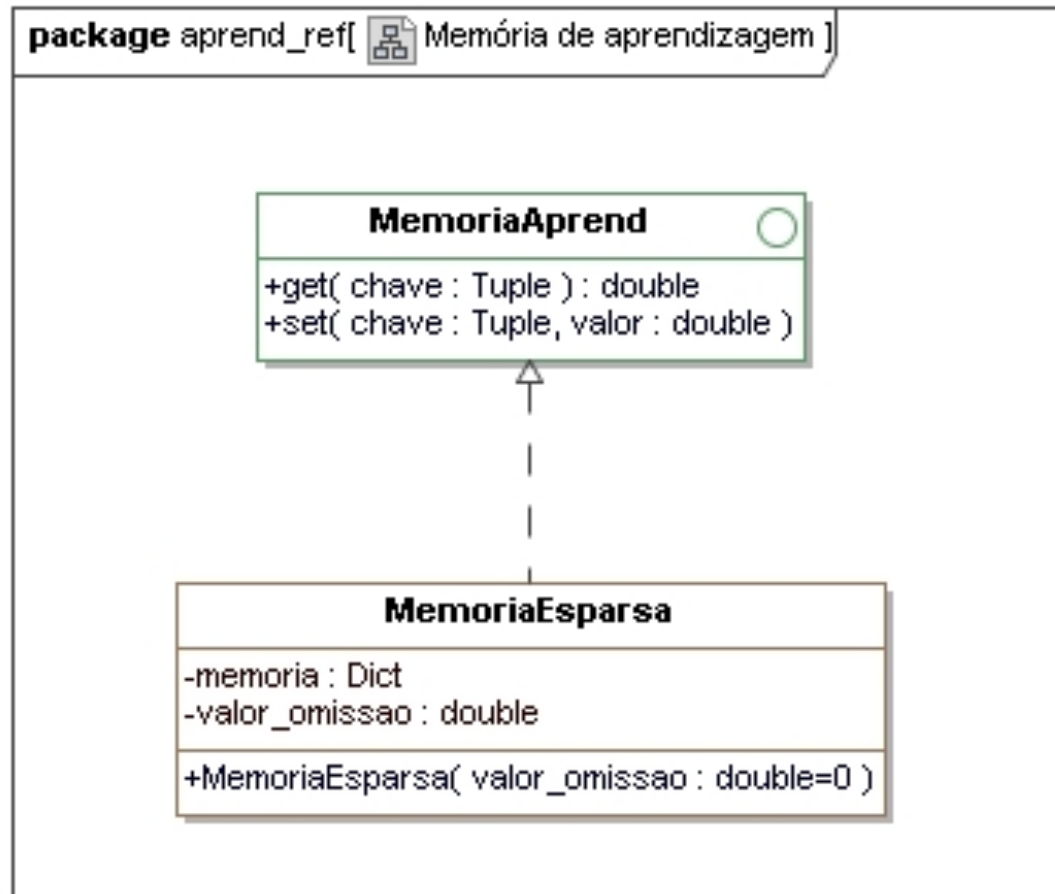 package aprend_ref[ Memória de aprendizagem ]
MemoriaAprend
+get( chave : Tuple ) : double
+set( chave : Tuple, valor : double )
MemoriaEsparsa
-memoria : Dict
-valor_omissao : double
+MemoriaEsparsa( valor_omissao : double=0 )